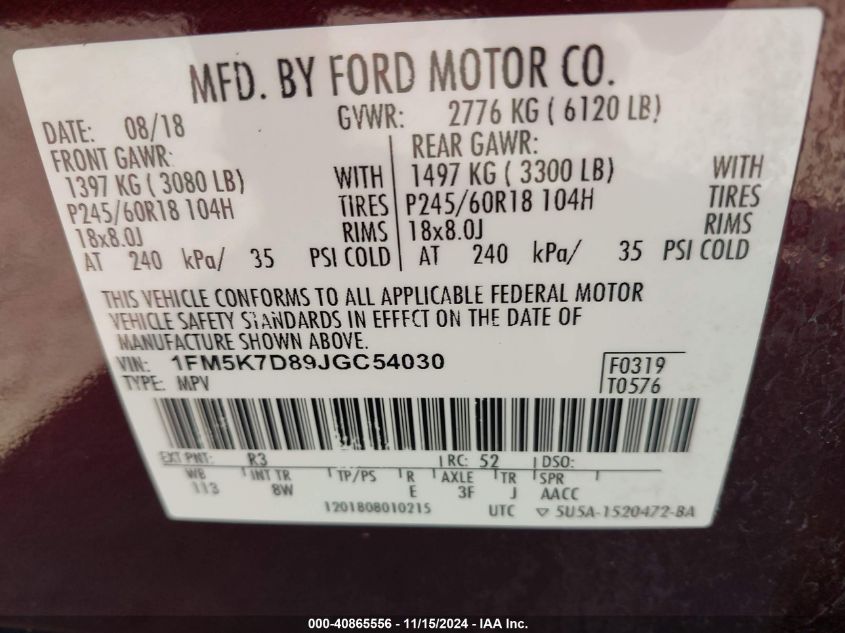 MFD. BY FORD MOTOR CO.
DATE: 08/18 GVWR: 2776 KG ( 6120 LB)
FRONT GAWR: REAR GAWR:
1397 KG ( 3080 LB) WITH 1497 KG ( 3300 LB) WITH
P245/60R18 104H TIRES P245/60R18 104H TIRES
18x8.0J RIMS 18x8.0J RIMS
AT 240 kPa/ 35 PSI COLD AT 240 kPa/ 35 PSI COLD
THIS VEHICLE CONFORMS TO ALL APPLICABLE FEDERAL MOTOR
VEHICLE SAFETY STANDARDS IN EFFECT ON THE DATE OF
MANUFACTURE SHOWN ABOVE.
VIN: 1FM5K7D89JGC54030 F0319
TYPE: MPV T0576
EXT PNT: R3 RC: 52 DSO:
WB INT TR TP/PS R AXLE TR SPR
113 8W E 3F J AACC
1201808010215 UTC ▽ 5U5A-1520472-BA
000-40865556 - 11/15/2024 - IAA Inc.